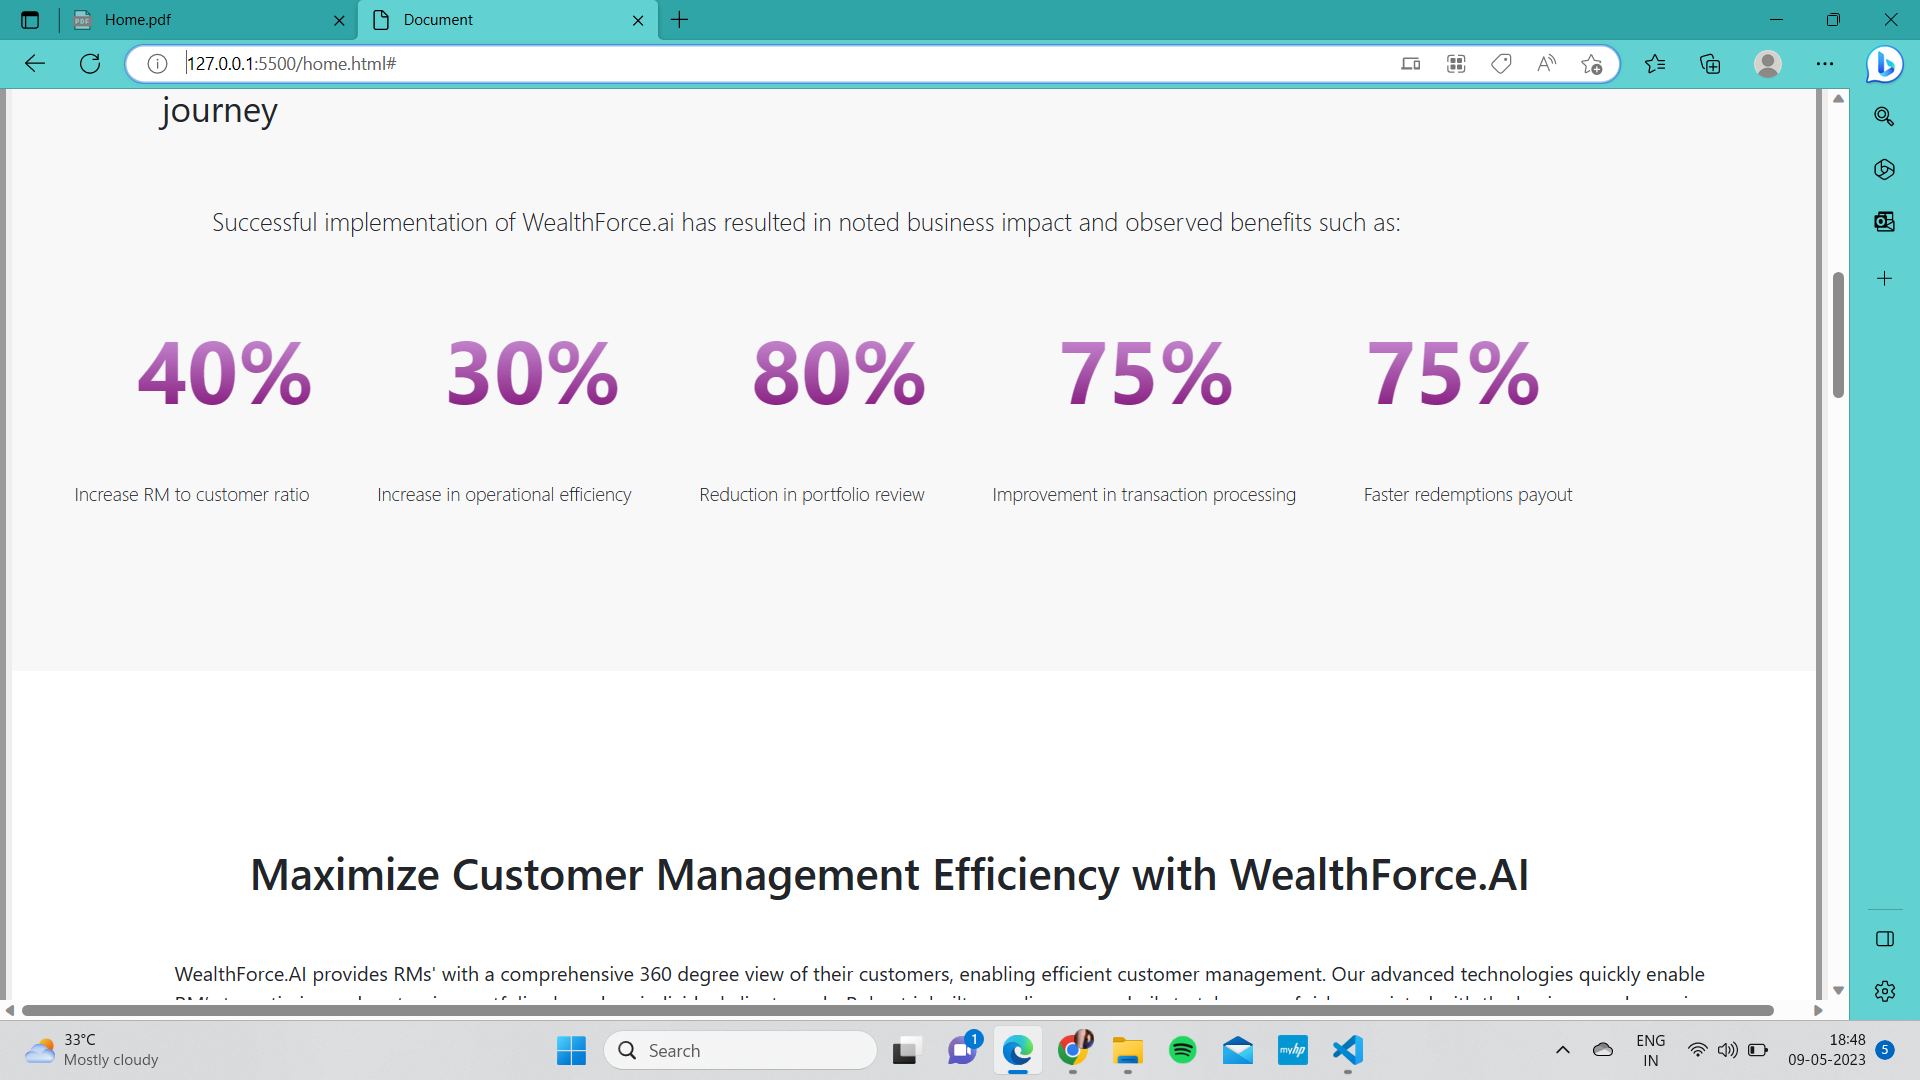 Home.pdf
Document
127.0.0.1:5500/home.html#
journey
Successful implementation of WealthForce.ai has resulted in noted business impact and observed benefits such as:
40% 30% 80% 75% 75%
Increase RM to customer ratio
Increase in operational efficiency
Reduction in portfolio review
Improvement in transaction processing
Faster redemptions payout
Maximize Customer Management Efficiency with WealthForce.AI
WealthForce.AI provides RMs' with a comprehensive 360 degree view of their customers, enabling efficient customer management. Our advanced technologies quickly enable
33°C
Mostly cloudy
Search
1
myhp
ENG
IN
18:48
09-05-2023
5